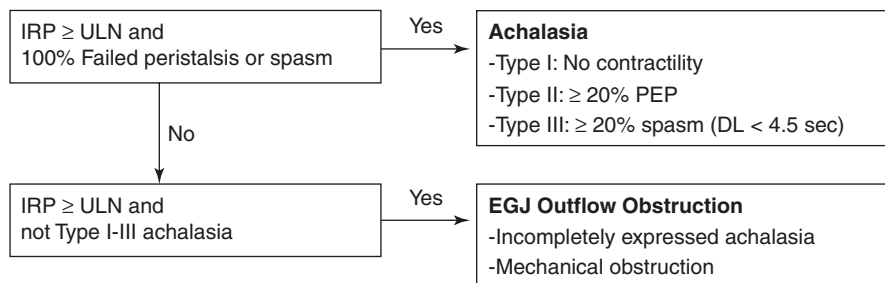 IRP ≥ ULN and
100% Failed peristalsis or spasm
Yes
Achalasia
-Type I: No contractility
-Type II: ≥ 20% PEP
-Type III: ≥ 20% spasm (DL < 4.5 sec)
No
IRP ≥ ULN and
not Type I-III achalasia
Yes
EGJ Outflow Obstruction
-Incompletely expressed achalasia
-Mechanical obstruction